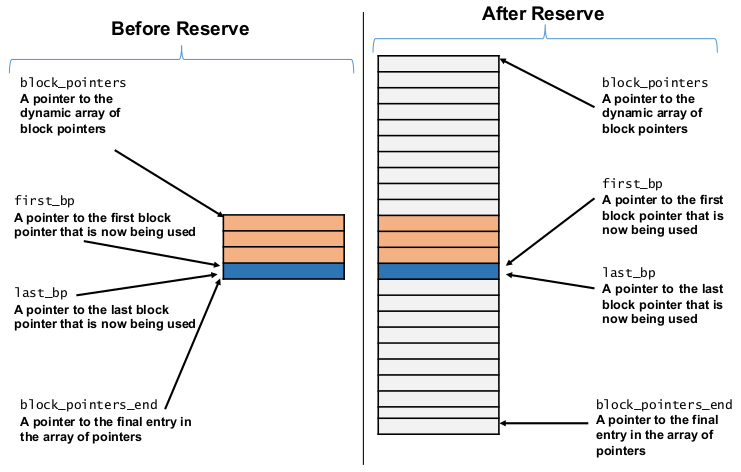 Before Reserve
block_pointers
A pointer to the
dynamic array of
block pointers
first_bp
A pointer to the first block
pointer that is now being used
last_bp
A pointer to the last block
pointer that is now being used
block_pointers_end
A pointer to the final entry in
the array of pointers
After Reserve
block_pointers
A pointer to the
dynamic array of
block pointers
first_bp
A pointer to the first
block pointer that is
now being used
last_bp
A pointer to the last
block pointer that is
now being used
block_pointers_end
A pointer to the final
entry in the array of
pointers